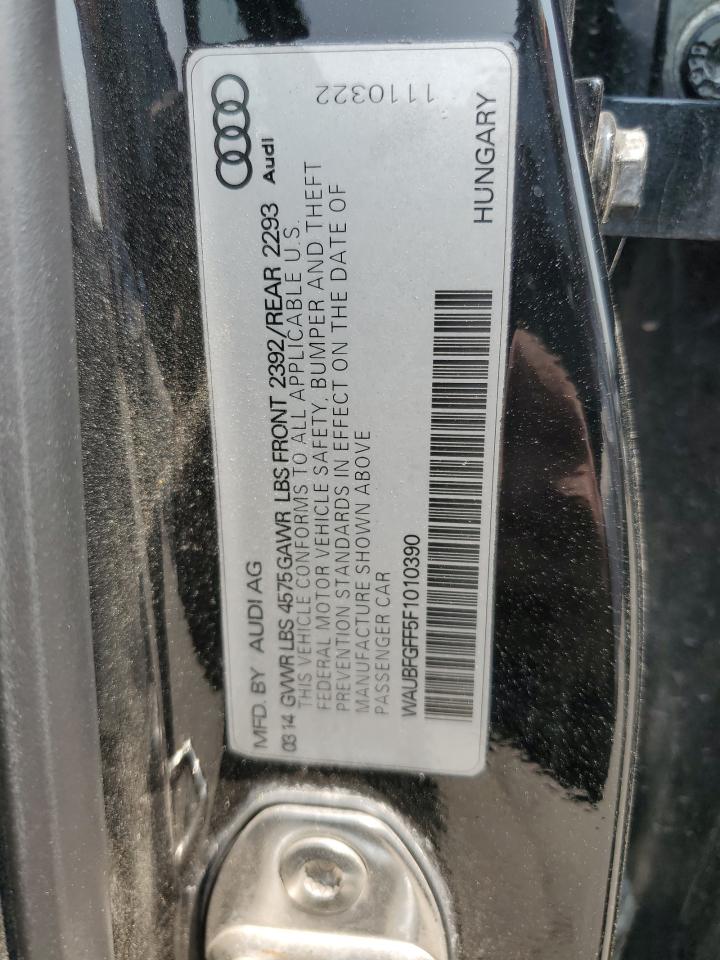 MFD. BY AUDI AG
Audi
03 14 GVWR LBS 4575GAWR LBS FRONT 2392/REAR 2293
THIS VEHICLE CONFORMS TO ALL APPLICABLE U.S.
FEDERAL MOTOR VEHICLE SAFETY, BUMPER AND THEFT
PREVENTION STANDARDS IN EFFECT ON THE DATE OF
MANUFACTURE SHOWN ABOVE
PASSENGER CAR
WAUBFGFF5F1010390
HUNGARY
1110322